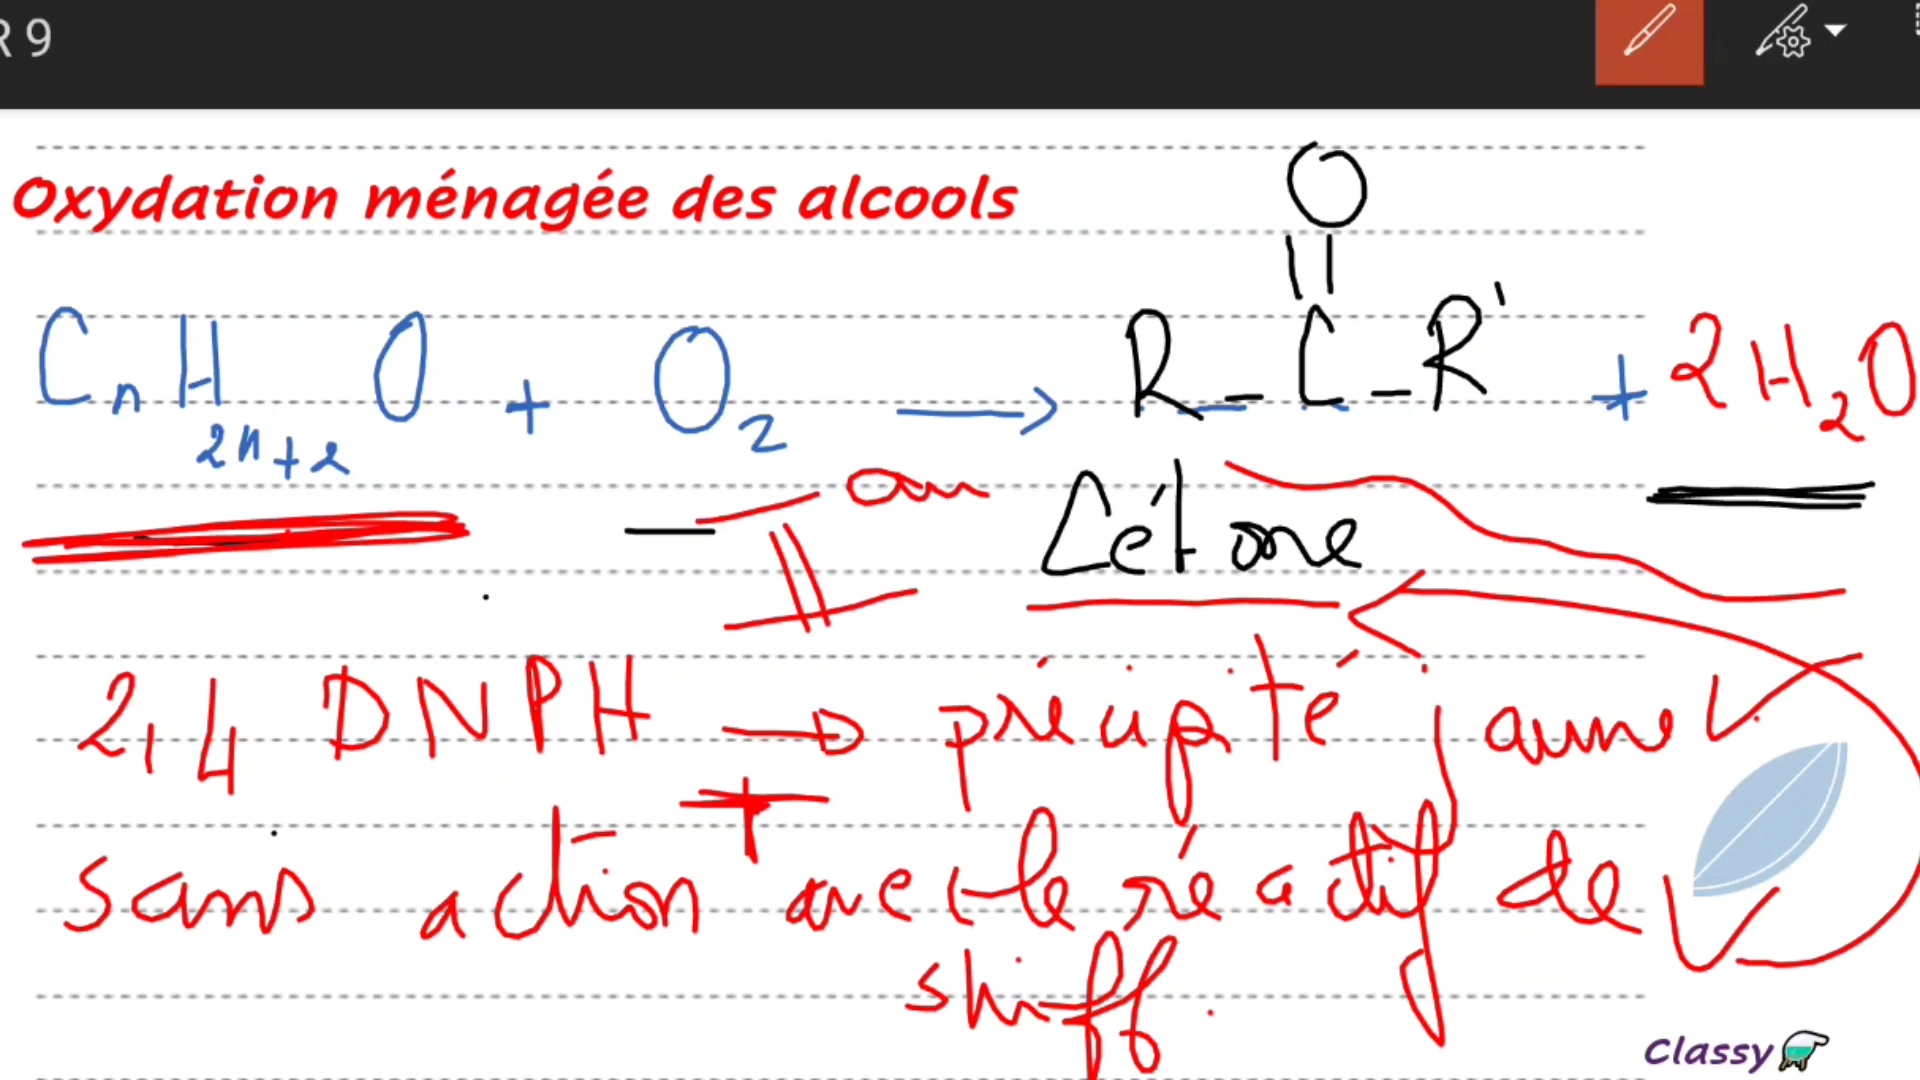 R 9
Oxydation ménagée des alcools
O
CnH2n+2O + O2 → R-C-R' + 2H2O
Cétone
2,4 DNPH → précipité jaune
+
sans action avec le réactif de
shiff.
Classy